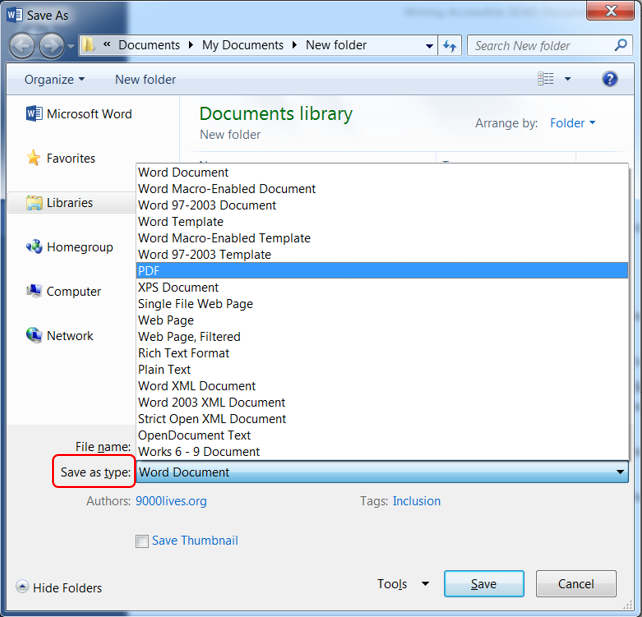 Save As
« Documents My Documents New folder
Search New folder
Organize New folder
Microsoft Word
Favorites
Libraries
Homegroup
Computer
Network
Documents library
New folder
Arrange by: Folder
Word Document
Word Macro-Enabled Document
Word 97-2003 Document
Word Template
Word Macro-Enabled Template
Word 97-2003 Template
PDF
XPS Document
Single File Web Page
Web Page
Web Page, Filtered
Rich Text Format
Plain Text
Word XML Document
Word 2003 XML Document
Strict Open XML Document
OpenDocument Text
Works 6 - 9 Document
File name:
Save as type: Word Document
Authors: 9000lives.org Tags: Inclusion
Save Thumbnail
Hide Folders Tools Save Cancel